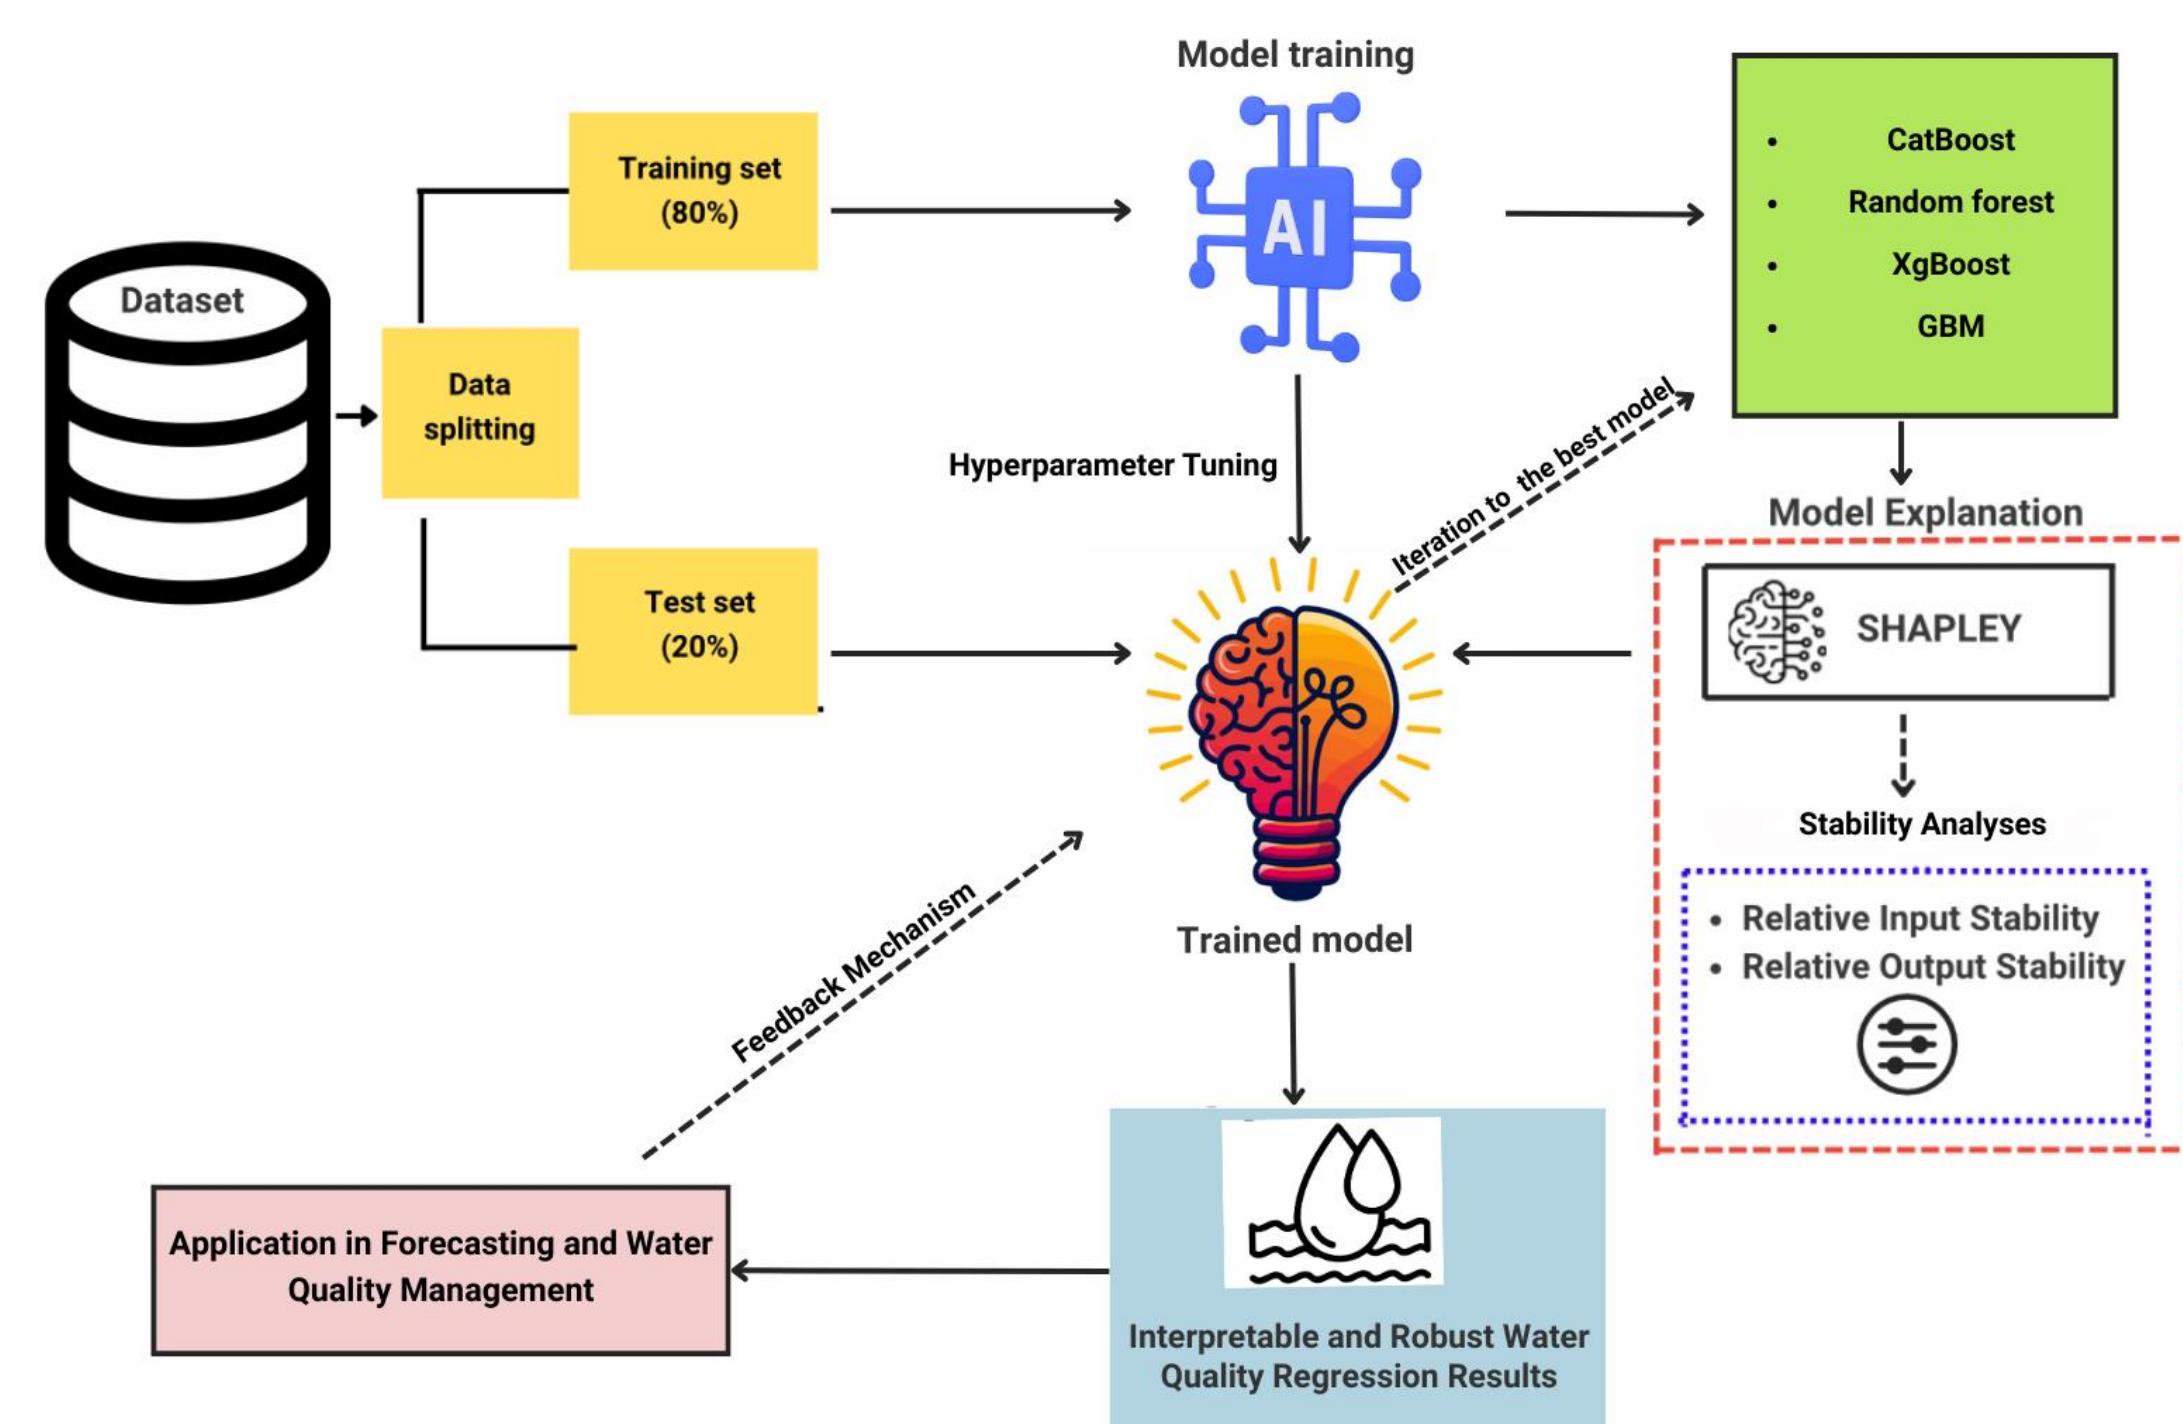 Model training
AI
• CatBoost
• Random forest
• XgBoost
• GBM
Training set
(80%)
Dataset
Data
splitting
Test set
(20%)
Hyperparameter Tuning
Iteration to the best model
Model Explanation
SHAPLEY
Stability Analyses
• Relative Input Stability
• Relative Output Stability
Trained model
Feedback Mechanism
Interpretable and Robust Water
Quality Regression Results
Application in Forecasting and Water
Quality Management